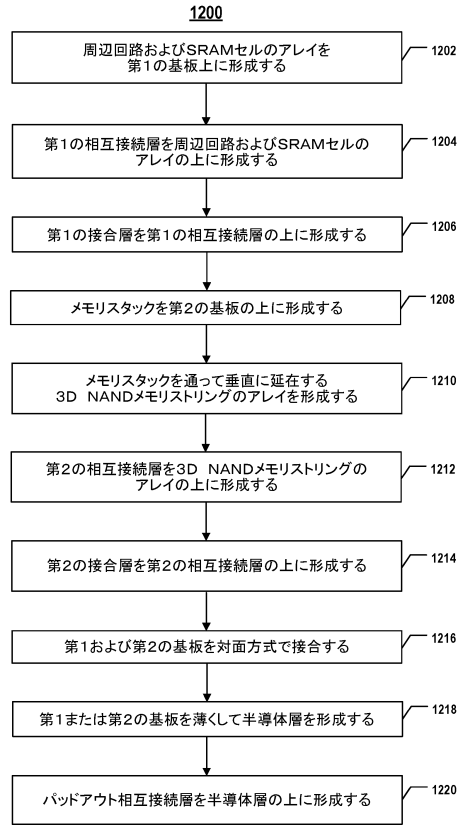 1200
周辺回路およびSRAMセルのアレイを
第1の基板上に形成する
1202
第1の相互接続層を周辺回路およびSRAMセルの
アレイの上に形成する
1204
第1の接合層を第1の相互接続層の上に形成する
1206
メモリスタックを第2の基板の上に形成する
1208
メモリスタックを通って垂直に延在する
3D NANDメモリストリングのアレイを形成する
1210
第2の相互接続層を3D NANDメモリストリングの
アレイの上に形成する
1212
第2の接合層を第2の相互接続層の上に形成する
1214
第1および第2の基板を対面方式で接合する
1216
第1または第2の基板を薄くして半導体層を形成する
1218
パッドアウト相互接続層を半導体層の上に形成する
1220